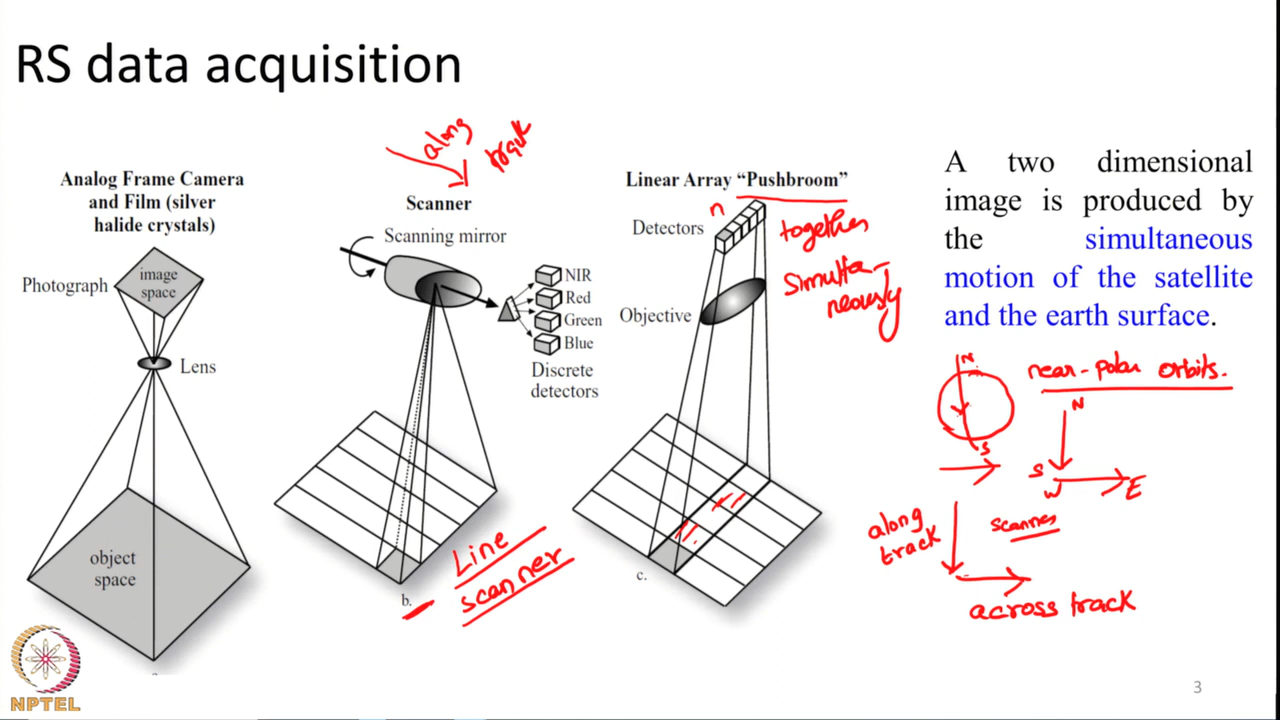 RS data acquisition
Analog Frame Camera
and Film (silver
halide crystals)
Photograph
image
space
Lens
object
space
along
track
Scanner
Scanning mirror
NIR
Red
Green
Blue
Discrete
detectors
b.
Line
scanner
Linear Array “Pushbroom”
Detectors
n
together
simulta-
neously
Objective
c.
A two dimensional
image is produced by
the simultaneous
motion of the satellite
and the earth surface.
near-polar orbits.
N
S
N
S
W
E
along
track
scanner
across track
NPTEL
3